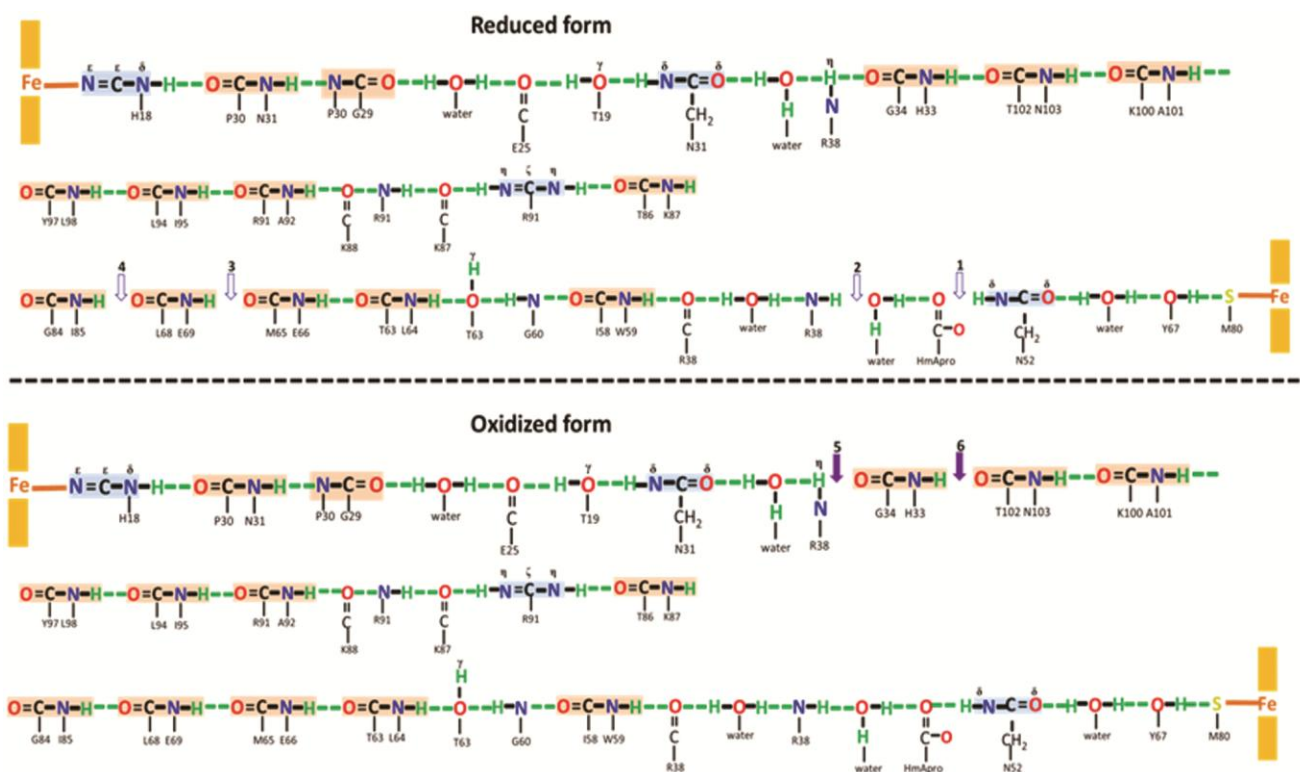 Reduced form
ε ε δ γ δ δ η
Fe N=C-N-H O=C-N-H N-C=O H-O-H O H-O H-N-C=O H-O H O=C-N-H O=C-N-H O=C-N-H
H18 P30 N31 P30 G29 water C E25 T19 CH2 N31 H water N R38 G34 H33 T102 N103 K100 A101
η ζ η
O=C-N-H O=C-N-H O=C-N-H O N-H O H-N=C-N-H O=C-N-H
Y97 L98 L94 I95 R91 A92 C K88 R91 C K87 R91 T86 K87
4 3 γ H 2 1 δ δ
O=C-N-H O=C-N-H O=C-N-H O=C-N-H O H-N O=C-N-H O H-O-H N-H O-H O H-N-C=O H-O-H O-H S Fe
G84 I85 L68 E69 M65 E66 T63 L64 T63 G60 I58 W59 C R38 water R38 H water C-O HmApro CH2 N52 water Y67 M80
Oxidized form
ε ε δ γ δ δ 5 η 6
Fe N=C-N-H O=C-N-H N-C=O H-O-H O H-O H-N-C=O H-O H O=C-N-H O=C-N-H O=C-N-H
H18 P30 N31 P30 G29 water C E25 T19 CH2 N31 H water N R38 G34 H33 T102 N103 K100 A101
η ζ η
O=C-N-H O=C-N-H O=C-N-H O N-H O H-N=C-N-H O=C-N-H
Y97 L98 L94 I95 R91 A92 C K88 R91 C K87 R91 T86 K87
γ H δ δ
O=C-N-H O=C-N-H O=C-N-H O=C-N-H O H-N O=C-N-H O H-O-H N-H O-H O H-N-C=O H-O-H O-H S Fe
G84 I85 L68 E69 M65 E66 T63 L64 T63 G60 I58 W59 C R38 water R38 H water C-O HmApro CH2 N52 water Y67 M80